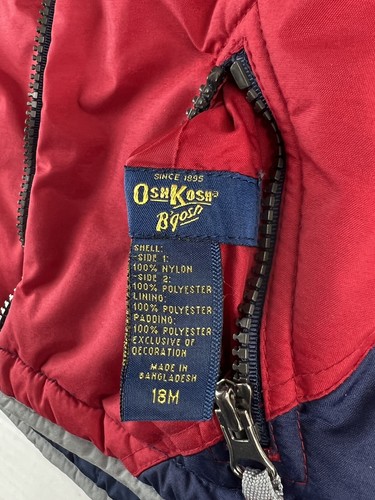 SINCE 1895
OSHKOSH
B'gosh
SHELL:
-SIDE 1:
100% NYLON
-SIDE 2:
100% POLYESTER
LINING:
100% POLYESTER
PADDING:
100% POLYESTER
EXCLUSIVE OF
DECORATION
MADE IN
BANGLADESH
18M